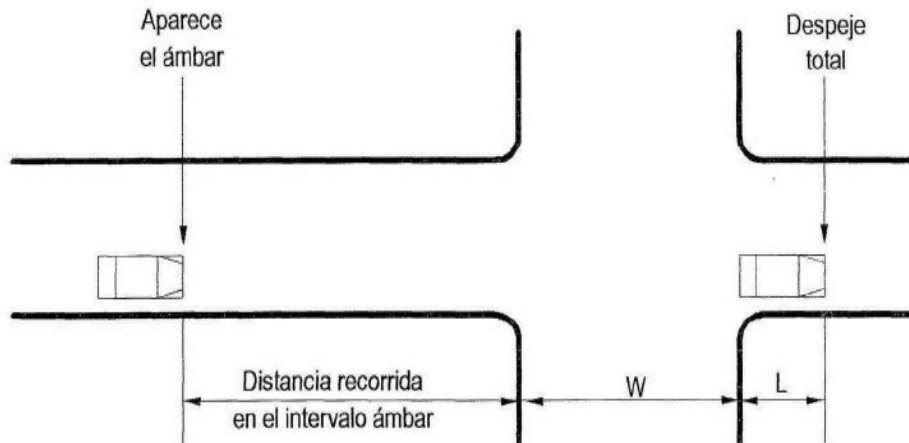 Aparece
el ámbar
Despeje
total
Distancia recorrida
en el intervalo ámbar
W
L